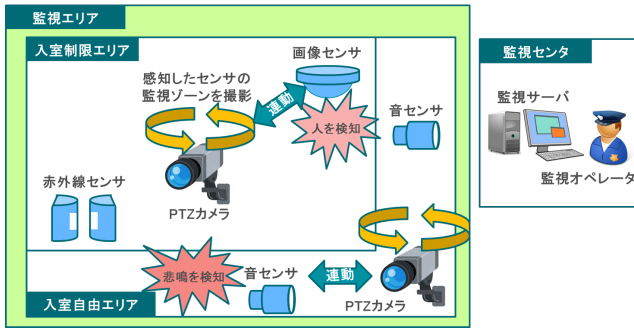 監視エリア
入室制限エリア
画像センサ
感知したセンサの
監視ゾーンを撮影
連動
人を検知
音センサ
赤外線センサ
PTZカメラ
悲鳴を検知
音センサ
連動
PTZカメラ
入室自由エリア
監視センタ
監視サーバ
監視オペレータ